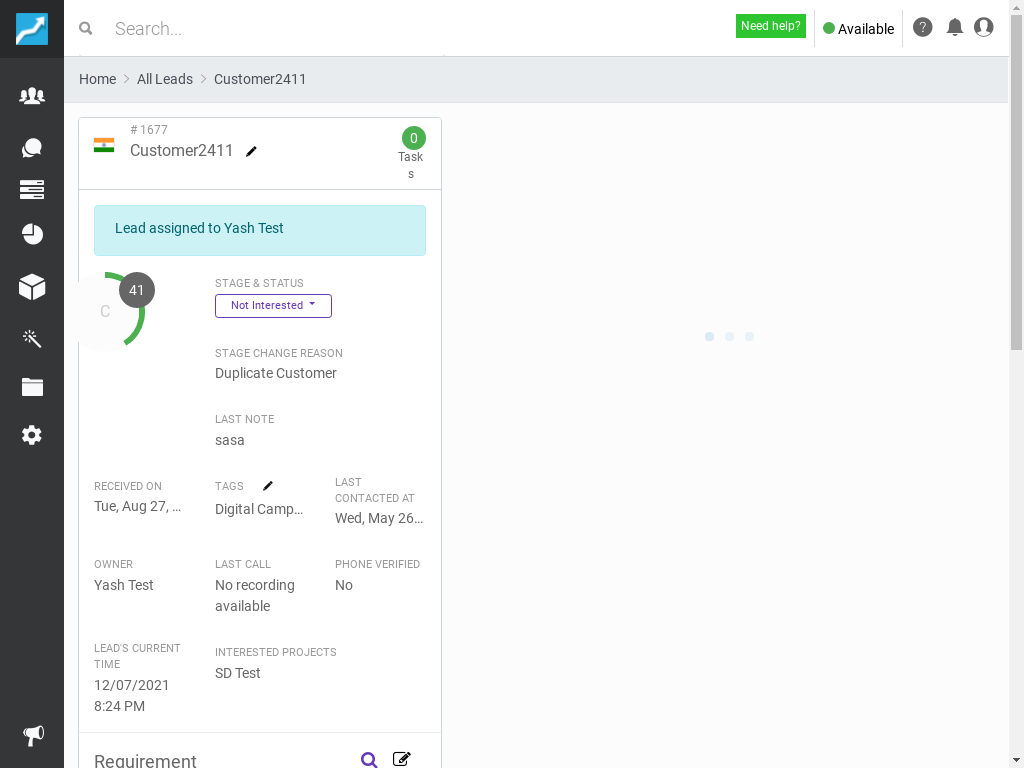 Search...
Need help?
Available
Home
All Leads
Customer2411
# 1677
Customer2411
0
Task
s
Lead assigned to Yash Test
C
41
STAGE & STATUS
Not Interested
STAGE CHANGE REASON
Duplicate Customer
LAST NOTE
sasa
RECEIVED ON
Tue, Aug 27, ...
TAGS
Digital Camp...
LAST
CONTACTED AT
Wed, May 26...
OWNER
Yash Test
LAST CALL
No recording
available
PHONE VERIFIED
No
LEAD'S CURRENT
TIME
12/07/2021
8:24 PM
INTERESTED PROJECTS
SD Test
Requirement